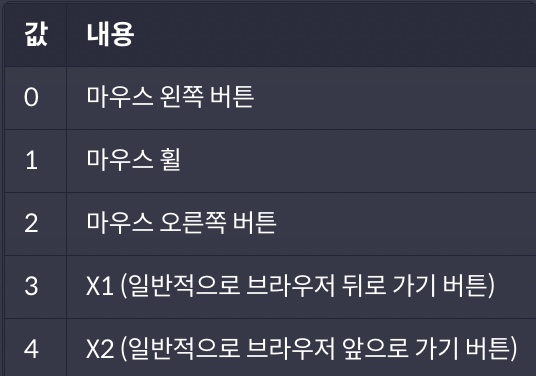 값 내용
0 마우스 왼쪽 버튼
1 마우스 휠
2 마우스 오른쪽 버튼
3 X1 (일반적으로 브라우저 뒤로 가기 버튼)
4 X2 (일반적으로 브라우저 앞으로 가기 버튼)